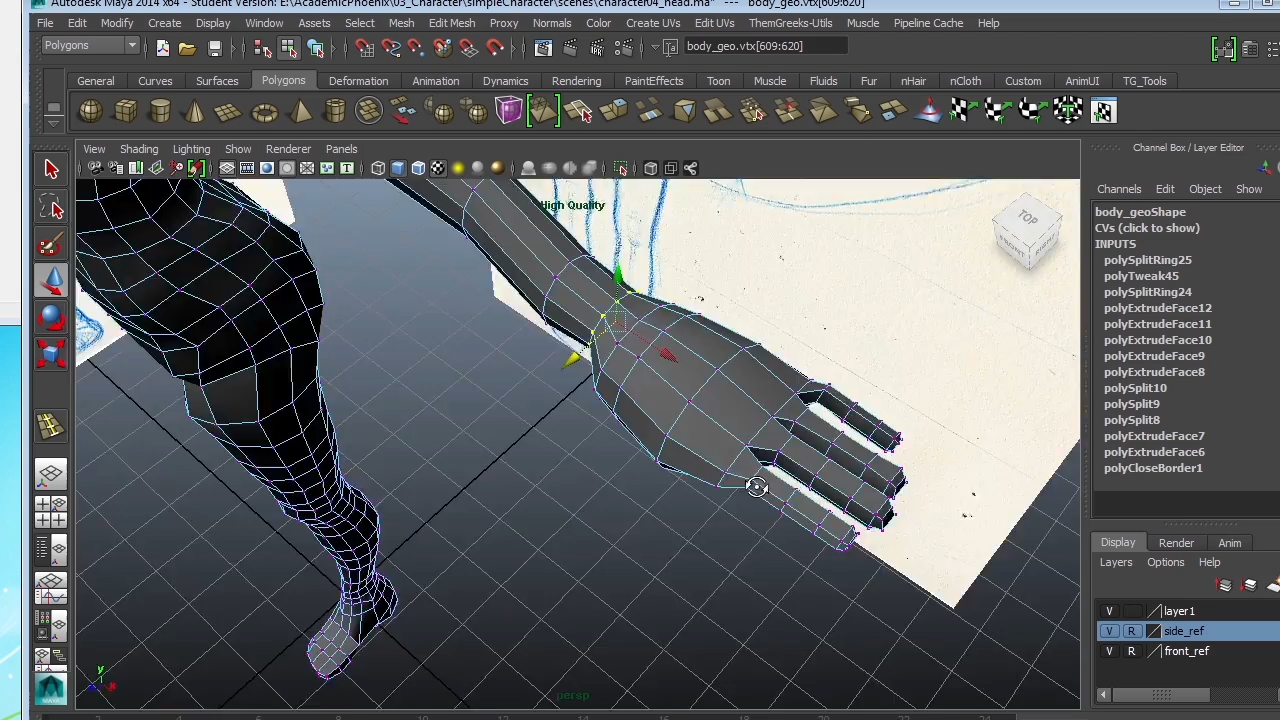 Autodesk Maya 2014 x64 - Student Version: E:\AcademicPhoenix\03_Character\simpleCharacter\scenes\character04_head.ma* --- body_geo.vtx[609:620]
File Edit Modify Create Display Window Assets Select Mesh Edit Mesh Proxy Normals Color Create UVs Edit UVs ThemGreeks-Utils Muscle Pipeline Cache Help
Polygons body_geo.vtx[609:620]
General Curves Surfaces Polygons Deformation Animation Dynamics Rendering PaintEffects Toon Muscle Fluids Fur nHair nCloth Custom AnimUI TG_Tools
View Shading Lighting Show Renderer Panels
Channel Box / Layer Editor
Channels Edit Object Show
High Quality
TOP
FRONT RIGHT
body_geoShape
CVs (click to show)
INPUTS
polySplitRing25
polyTweak45
polySplitRing24
polyExtrudeFace12
polyExtrudeFace11
polyExtrudeFace10
polyExtrudeFace9
polyExtrudeFace8
polySplit10
polySplit9
polySplit8
polyExtrudeFace7
polyExtrudeFace6
polyCloseBorder1
Display Render Anim
Layers Options Help
V layer1
V R side_ref
V R front_ref
y
x
persp